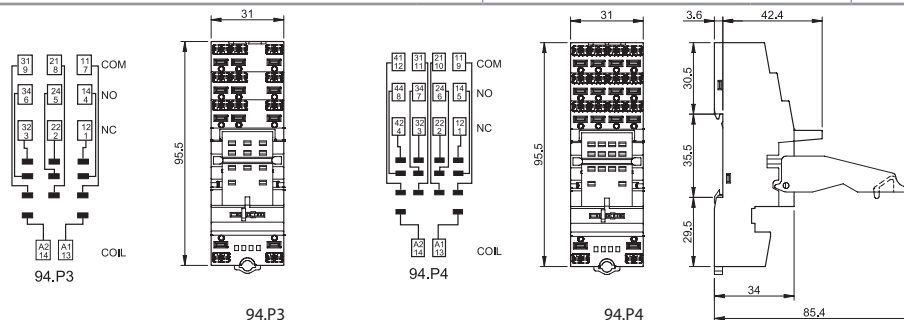 31
31
3.6
42.4
31 21 11
9 8 7
COM
34 24 14
6 5 4
NO
32 22 12
3 2 1
NC
A2 A1
14 13
COIL
94.P3
95.5
94.P3
41 31 21 11
12 11 10 9
COM
44 34 24 14
8 7 6 5
NO
42 32 22 12
4 3 2 1
NC
A2 A1
14 13
COIL
94.P4
95.5
94.P4
30.5
35.5
29.5
34
85.4